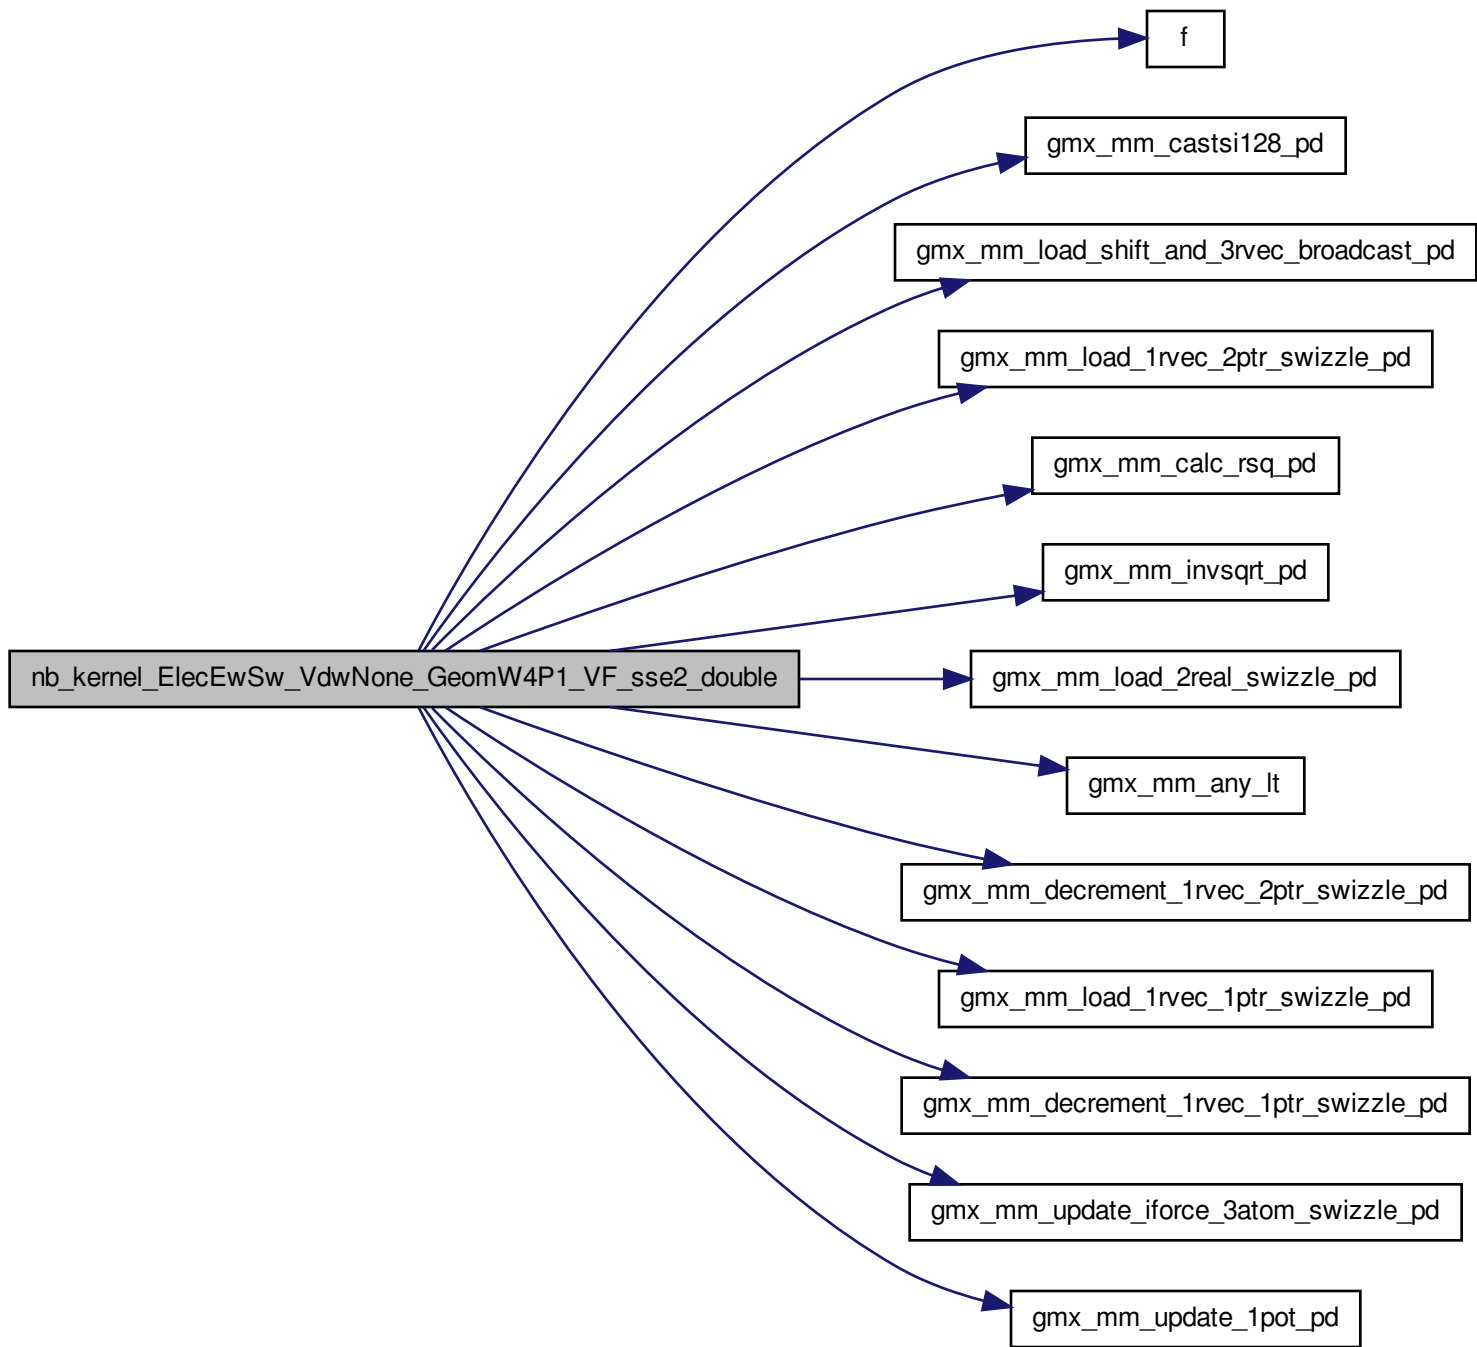 f
gmx_mm_castsi128_pd
gmx_mm_load_shift_and_3rvec_broadcast_pd
gmx_mm_load_1rvec_2ptr_swizzle_pd
gmx_mm_calc_rsq_pd
gmx_mm_invsqrt_pd
nb_kernel_ElecEwSw_VdwNone_GeomW4P1_VF_sse2_double
gmx_mm_load_2real_swizzle_pd
gmx_mm_any_lt
gmx_mm_decrement_1rvec_2ptr_swizzle_pd
gmx_mm_load_1rvec_1ptr_swizzle_pd
gmx_mm_decrement_1rvec_1ptr_swizzle_pd
gmx_mm_update_iforce_3atom_swizzle_pd
gmx_mm_update_1pot_pd